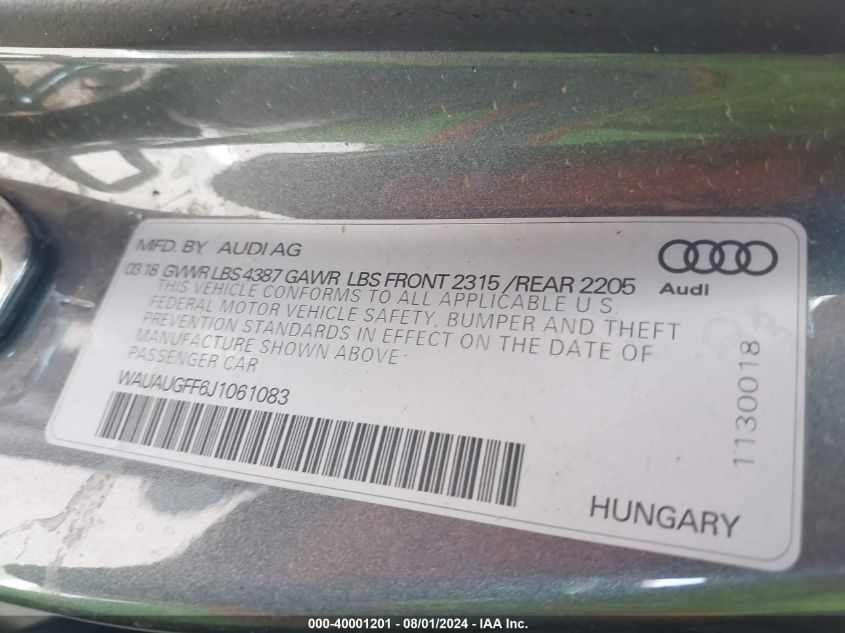 MFD. BY AUDI AG
03 18 GVWR LBS 4387 GAWR LBS FRONT 2315 /REAR 2205
THIS VEHICLE CONFORMS TO ALL APPLICABLE U.S.
FEDERAL MOTOR VEHICLE SAFETY, BUMPER AND THEFT
PREVENTION STANDARDS IN EFFECT ON THE DATE OF
MANUFACTURE SHOWN ABOVE:
PASSENGER CAR
WAUAUGFF6J1061083
Audi
1130018
HUNGARY
000-40001201 - 08/01/2024 - IAA Inc.